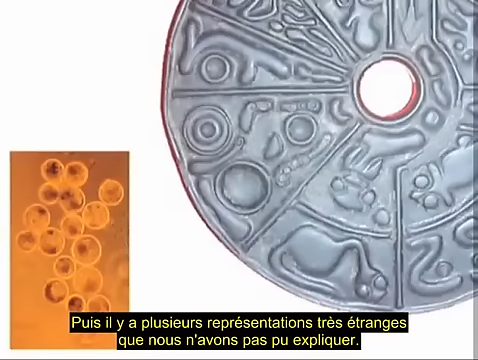 Puis il y a plusieurs représentations très étranges
que nous n'avons pas pu expliquer.